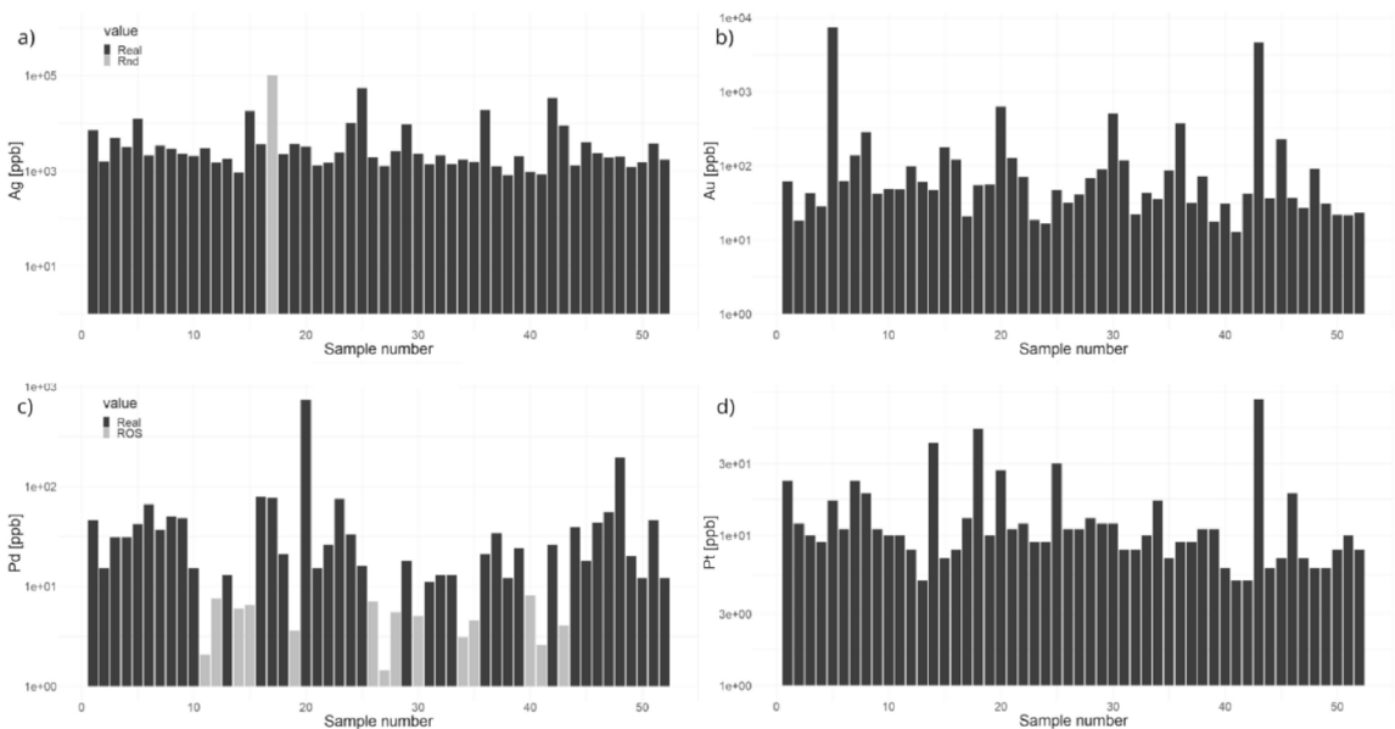 a)
value
Real
Rnd
1e+05
1e+03
1e+01
Ag [ppb]
0 10 20 30 40 50
Sample number
b)
1e+04
1e+03
1e+02
1e+01
1e+00
Au [ppb]
0 10 20 30 40 50
Sample number
c)
value
Real
ROS
1e+03
1e+02
1e+01
1e+00
Pd [ppb]
0 10 20 30 40 50
Sample number
d)
3e+01
1e+01
3e+00
1e+00
Pt [ppb]
0 10 20 30 40 50
Sample number